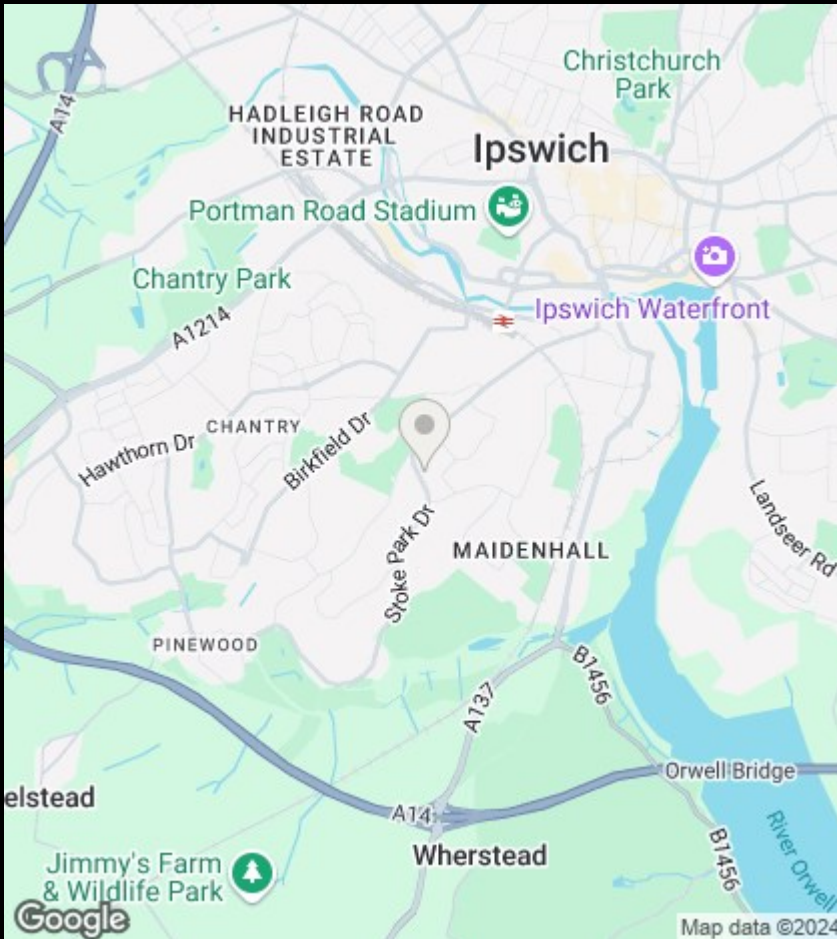 Christchurch
Park
A14
HADLEIGH ROAD
INDUSTRIAL
ESTATE
Ipswich
Portman Road Stadium
Chantry Park
Ipswich Waterfront
A1214
CHANTRY
Birkfield Dr
Hawthorn Dr
Landseer Rd
Stoke Park Dr
MAIDENHALL
PINEWOOD
B1456
A137
Orwell Bridge
elstead
A14
Wherstead
B1456
River Orwell
Jimmy's Farm
& Wildlife Park
Google
Map data ©2024